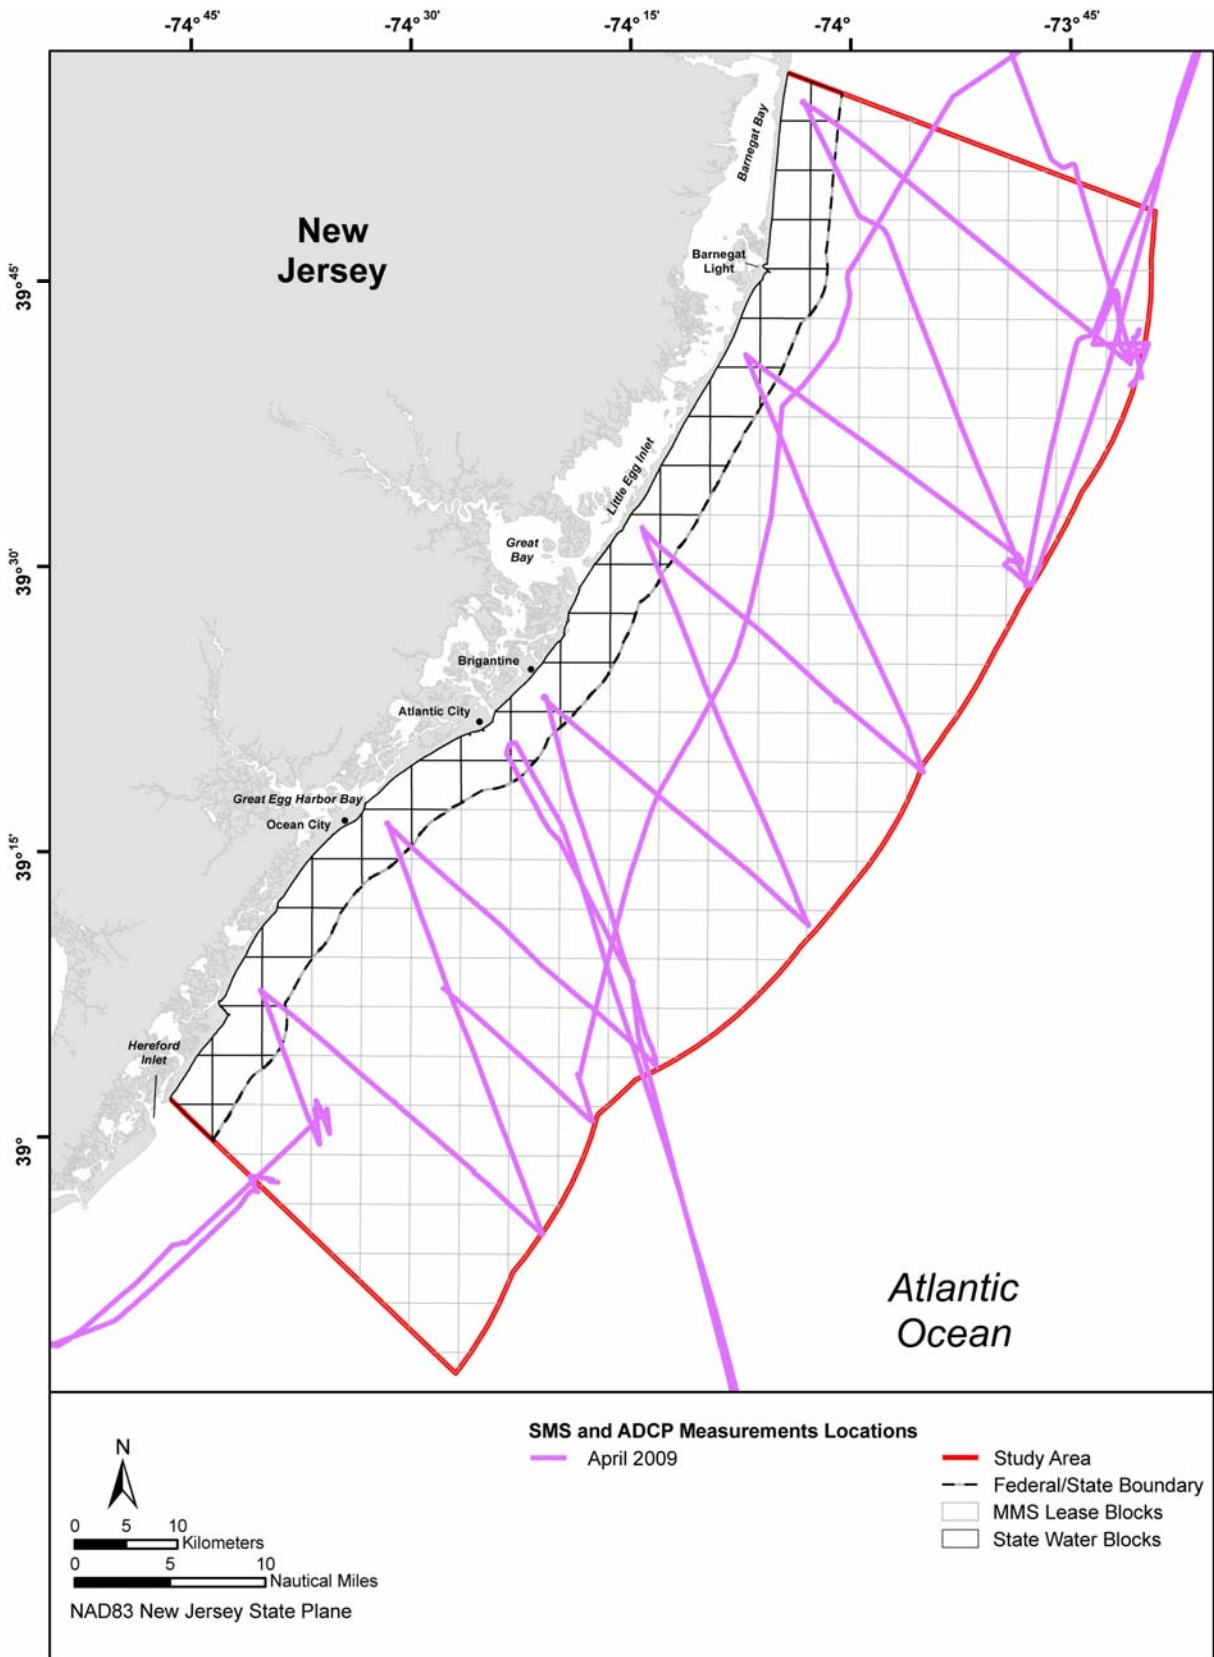 -74°45'
-74°30'
-74°15'
-74°
-73°45'
39°45'
39°30'
39°15'
39°
New
Jersey
Barnegat Bay
Barnegat
Light
Little Egg Inlet
Great
Bay
Brigantine
Atlantic City
Great Egg Harbor Bay
Ocean City
Hereford
Inlet
Atlantic
Ocean
N
0 5 10
Kilometers
0 5 10
Nautical Miles
NAD83 New Jersey State Plane
SMS and ADCP Measurements Locations
April 2009
Study Area
Federal/State Boundary
MMS Lease Blocks
State Water Blocks